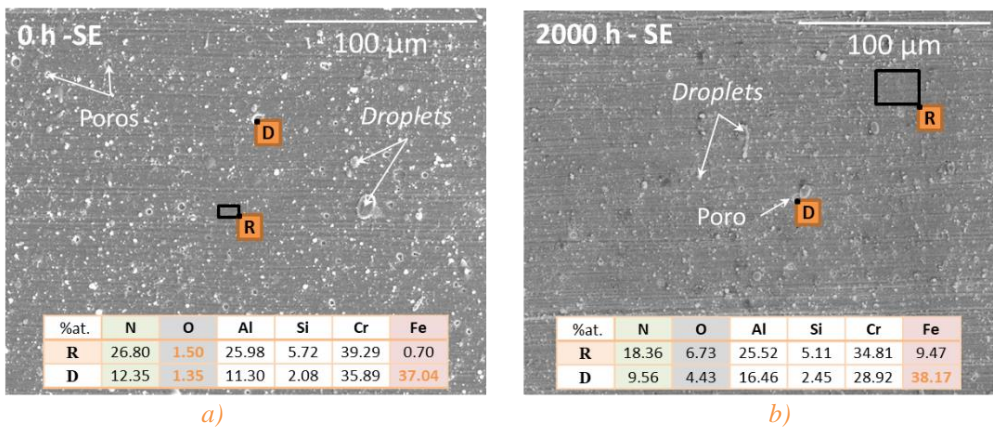 0 h -SE
100 µm
Poros
Droplets
D
R
%at. N O Al Si Cr Fe
R 26.80 1.50 25.98 5.72 39.29 0.70
D 12.35 1.35 11.30 2.08 35.89 37.04
a)
2000 h - SE
100 µm
Droplets
R
Poro
D
%at. N O Al Si Cr Fe
R 18.36 6.73 25.52 5.11 34.81 9.47
D 9.56 4.43 16.46 2.45 28.92 38.17
b)